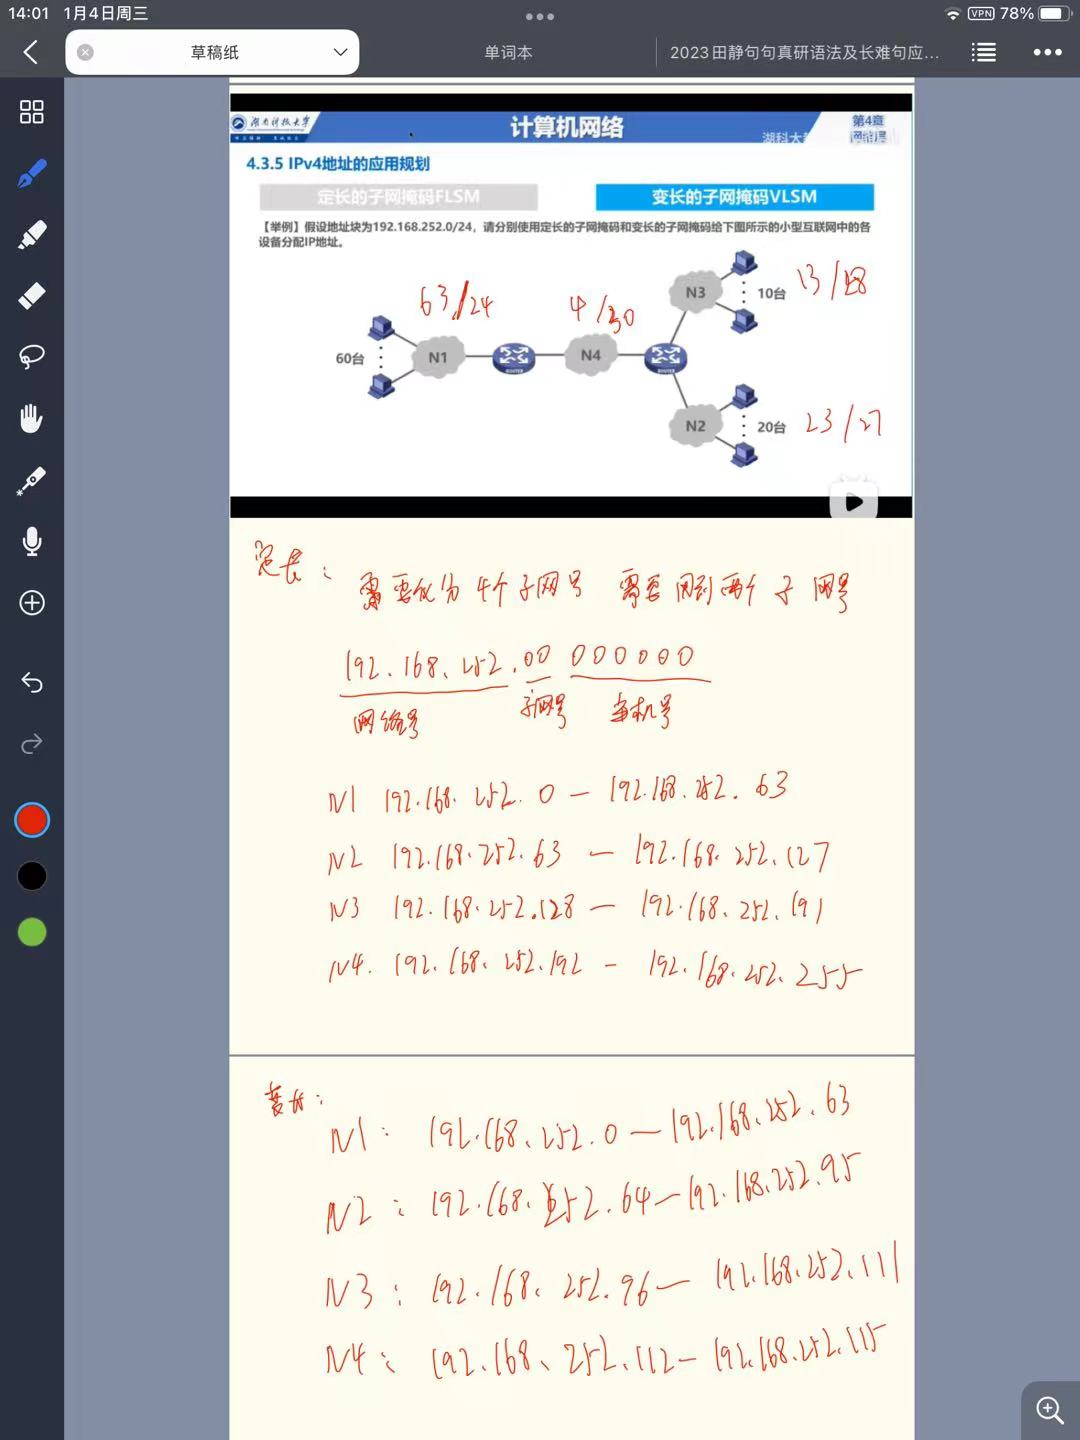 14:01 1月4日周三
VPN 78%
草稿纸
单词本
2023田静句句真研语法及长难句应...
湖南科技大学
计算机网络
湖科大
第4章
网络层
4.3.5 IPv4地址的应用规划
定长的子网掩码FLSM
变长的子网掩码VLSM
【举例】假设地址块为192.168.252.0/24，请分别使用定长的子网掩码和变长的子网掩码给下图所示的小型互联网中的各
设备分配IP地址。
63/24
4/30
13/28
N3
10台
60台
N1
ROUTER
N4
ROUTER
N2
20台
23/27
定长：
需要化分4个子网号 需要用到两个子网号
192.168.252.00 000000
网络号
子网号
主机号
N1 192.168.252.0 — 192.168.252.63
N2 192.168.252.63 — 192.168.252.127
N3 192.168.252.128 — 192.168.252.191
N4. 192.168.252.192 - 192.168.252.255
变长：
N1: 192.168.252.0 — 192.168.252.63
N2: 192.168.252.64 — 192.168.252.95
N3: 192.168.252.96 — 192.168.252.111
N4: 192.168.252.112 - 192.168.252.115